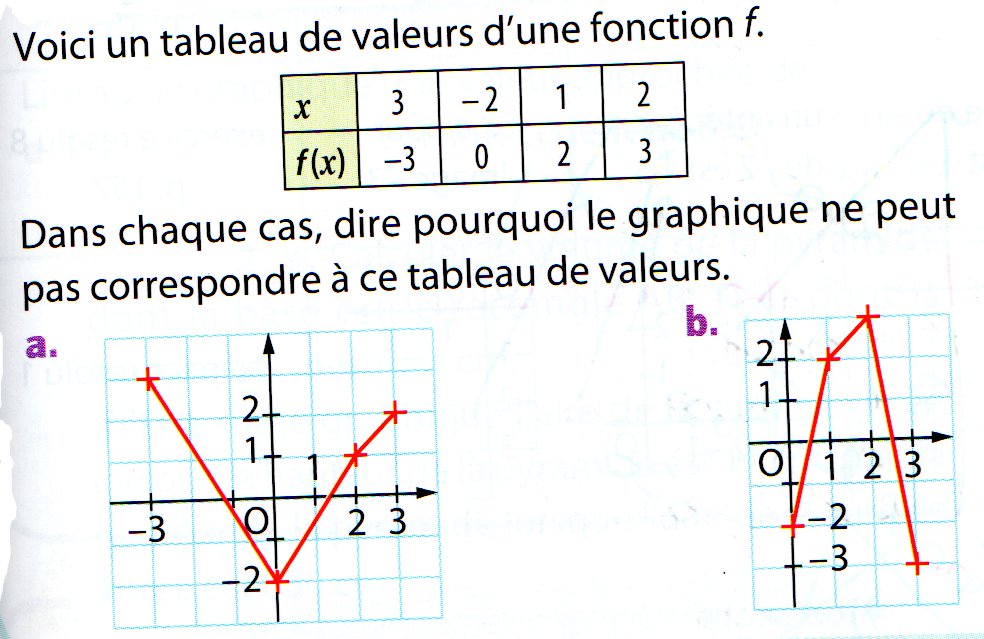 Voici un tableau de valeurs d'une fonction f.
x 3 −2 1 2
f(x) −3 0 2 3
Dans chaque cas, dire pourquoi le graphique ne peut
pas correspondre à ce tableau de valeurs.
a.
2
1
1
−3 O 2 3
−2
b.
2
1
O 1 2 3
−2
−3